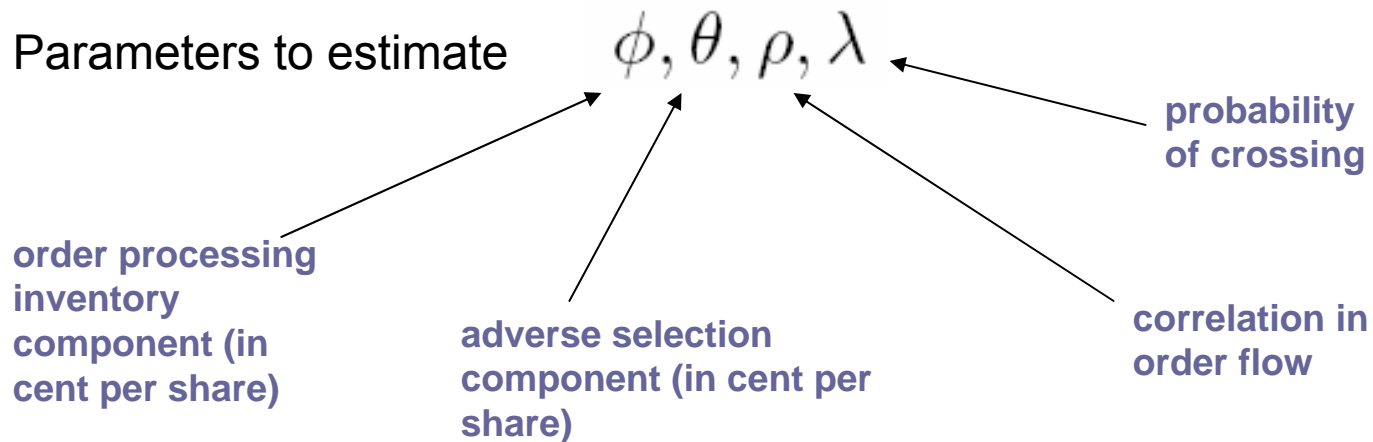 Parameters to estimate ϕ, θ, ρ, λ
probability
of crossing
order processing
inventory
component (in
cent per share)
adverse selection
component (in cent per
share)
correlation in
order flow